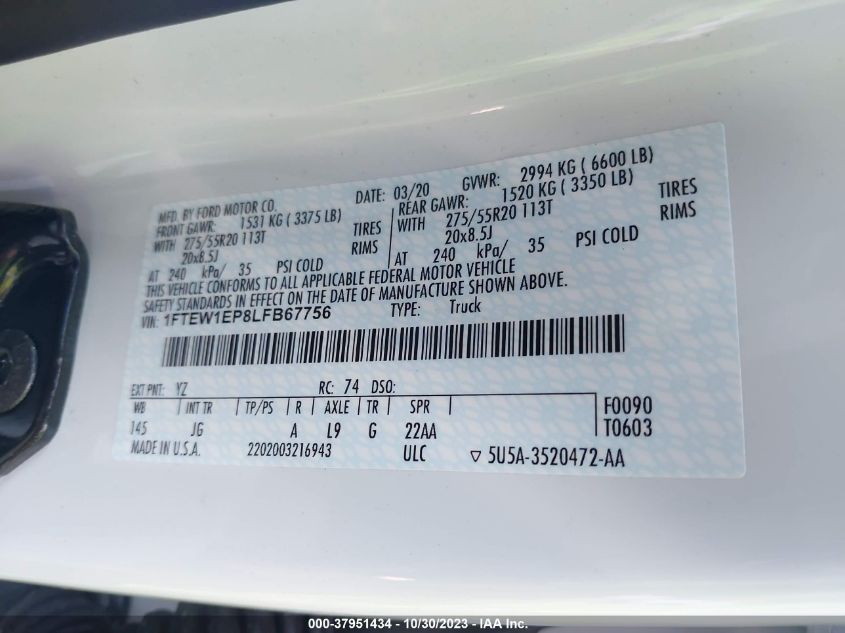 MFD. BY FORD MOTOR CO. DATE: 03/20 GVWR: 2994 KG ( 6600 LB)
FRONT GAWR: 1531 KG ( 3375 LB) REAR GAWR: 1520 KG ( 3350 LB)
WITH 275/55R20 113T TIRES WITH 275/55R20 113T TIRES
20x8.5J RIMS 20x8.5J RIMS
AT 240 kPa/ 35 PSI COLD AT 240 kPa/ 35 PSI COLD
THIS VEHICLE CONFORMS TO ALL APPLICABLE FEDERAL MOTOR VEHICLE
SAFETY STANDARDS IN EFFECT ON THE DATE OF MANUFACTURE SHOWN ABOVE.
VIN: 1FTEW1EP8LFB67756 TYPE: Truck
EXT PNT: YZ RC: 74 DSO:
WB INT TR TP/PS R AXLE TR SPR F0090
145 JG A L9 G 22AA T0603
MADE IN U.S.A. 2202003216943 ULC ▽ 5U5A-3520472-AA
000-37951434 - 10/30/2023 - IAA Inc.